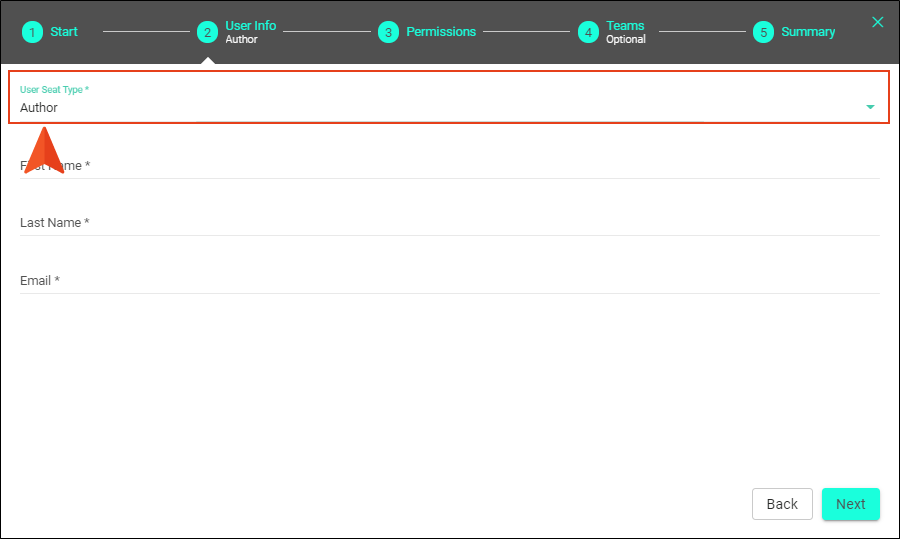 1 Start
2 User Info
Author
3 Permissions
4 Teams
Optional
5 Summary
User Seat Type *
Author
First Name *
Last Name *
Email *
Back
Next